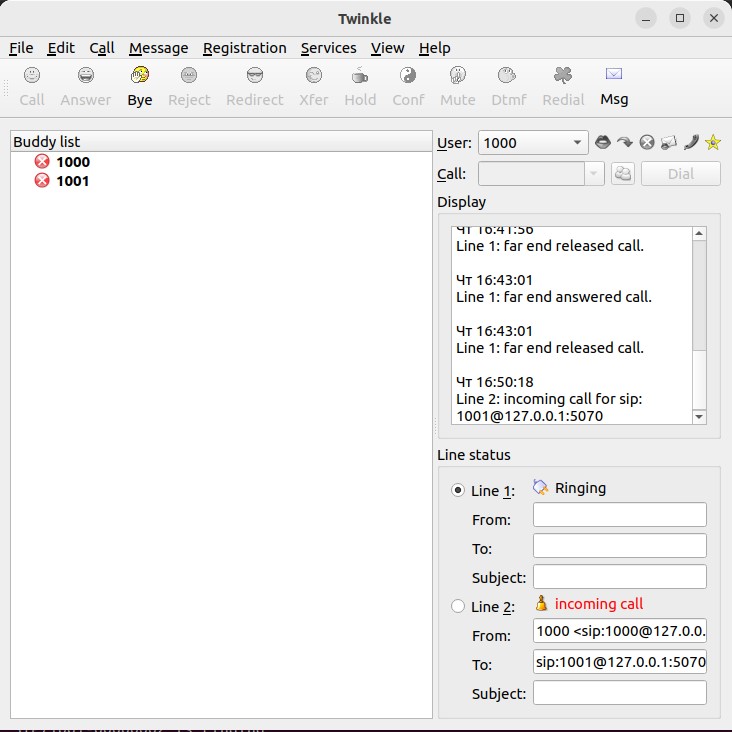 Twinkle
File Edit Call Message Registration Services View Help
Call Answer Bye Reject Redirect Xfer Hold Conf Mute Dtmf Redial Msg
Buddy list
1000
1001
User: 1000
Call: Dial
Display
Чт 16:41:56
Line 1: far end released call.
Чт 16:43:01
Line 1: far end answered call.
Чт 16:43:01
Line 1: far end released call.
Чт 16:50:18
Line 2: incoming call for sip:
1001@127.0.0.1:5070
Line status
Line 1: Ringing
From:
To:
Subject:
Line 2: incoming call
From: 1000 <sip:1000@127.0.0.
To: sip:1001@127.0.0.1:5070
Subject: